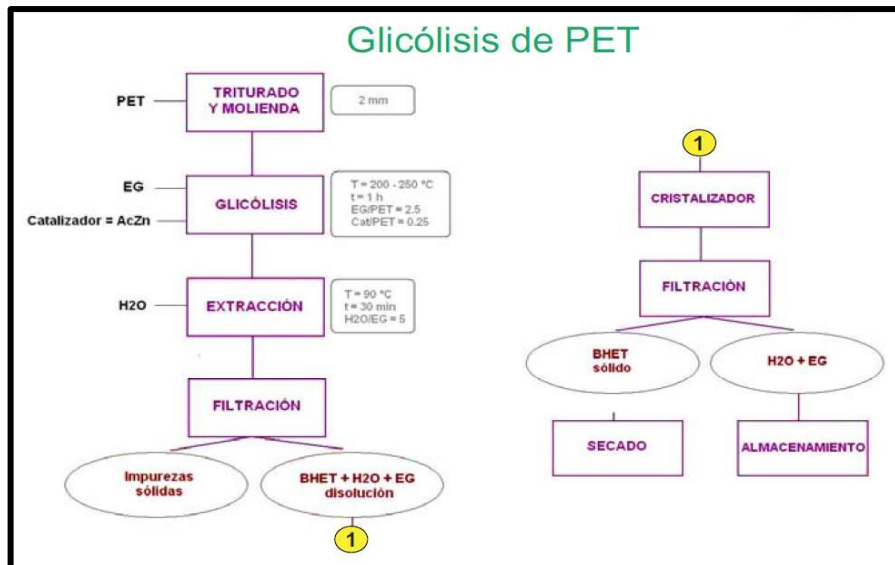 Glicólisis de PET
PET
TRITURADO
Y MOLIENDA
2 mm
EG
Catalizador = AcZn
GLICÓLISIS
T = 200 - 250 °C
t = 1 h
EG/PET = 2.5
Cat/PET = 0.25
H2O
EXTRACCIÓN
T = 90 °C
t = 30 min
H2O/EG = 5
FILTRACIÓN
Impurezas
sólidas
BHET + H2O + EG
disolución
1
1
CRISTALIZADOR
FILTRACIÓN
BHET
sólido
H2O + EG
SECADO
ALMACENAMIENTO